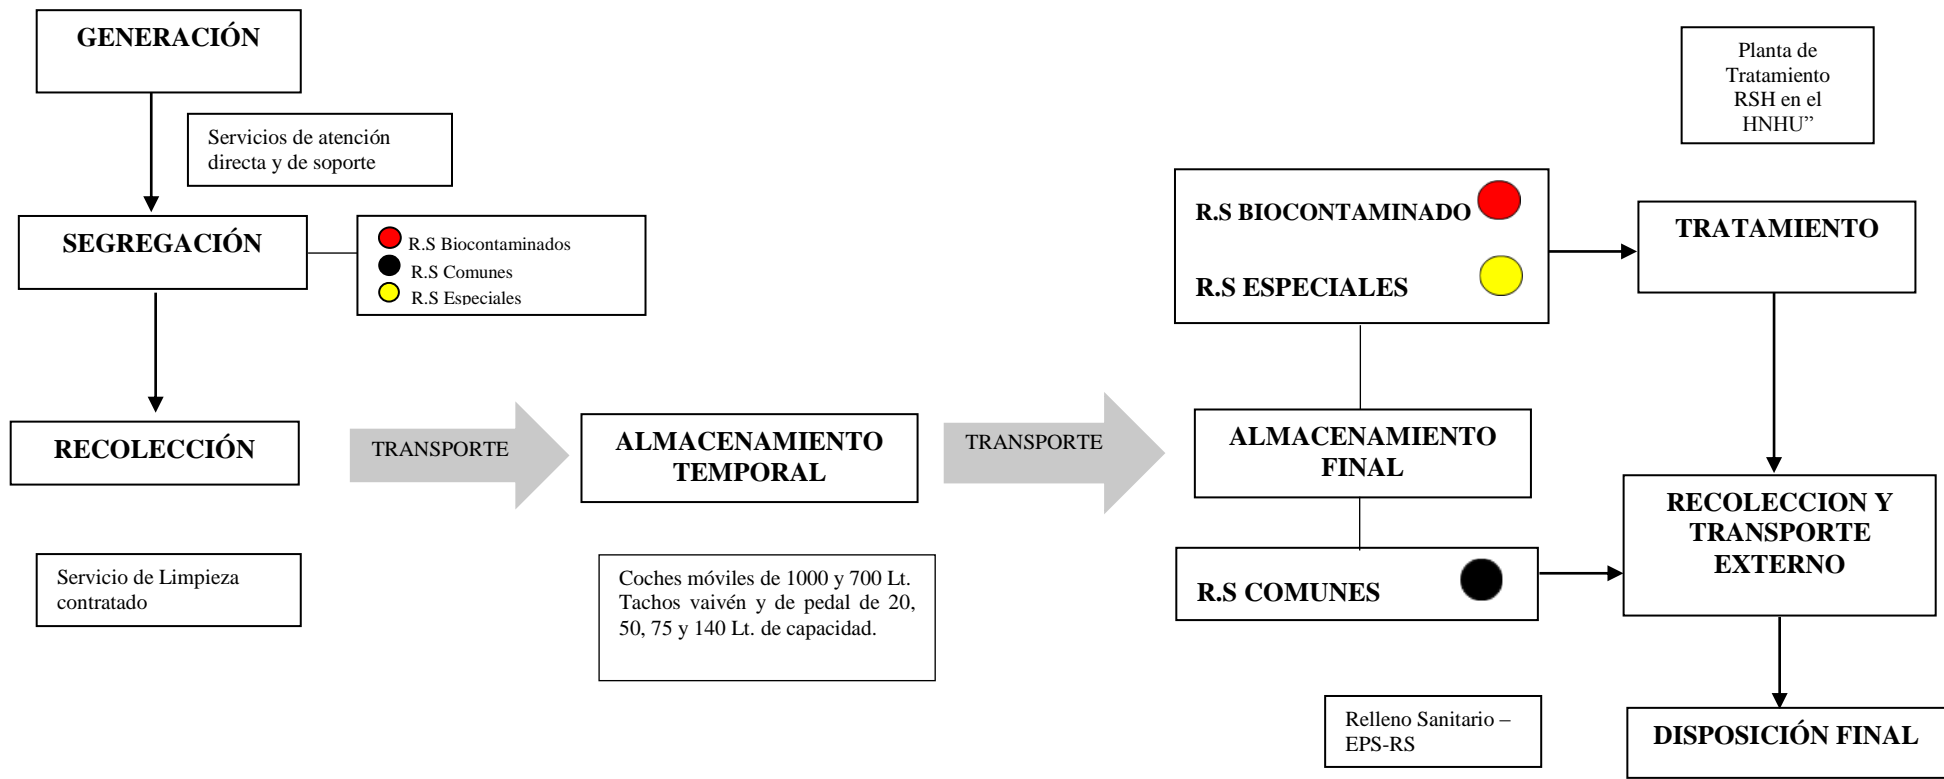 GENERACIÓN
Servicios de atención
directa y de soporte
SEGREGACIÓN
R.S Biocontaminados
R.S Comunes
R.S Especiales
RECOLECCIÓN
Servicio de Limpieza
contratado
TRANSPORTE
ALMACENAMIENTO
TEMPORAL
Coches móviles de 1000 y 700 Lt.
Tachos vaivén y de pedal de 20,
50, 75 y 140 Lt. de capacidad.
TRANSPORTE
ALMACENAMIENTO
FINAL
R.S BIOCONTAMINADO
R.S ESPECIALES
R.S COMUNES
Planta de
Tratamiento
RSH en el
HNHU”
TRATAMIENTO
RECOLECCION Y
TRANSPORTE
EXTERNO
Relleno Sanitario –
EPS-RS
DISPOSICIÓN FINAL